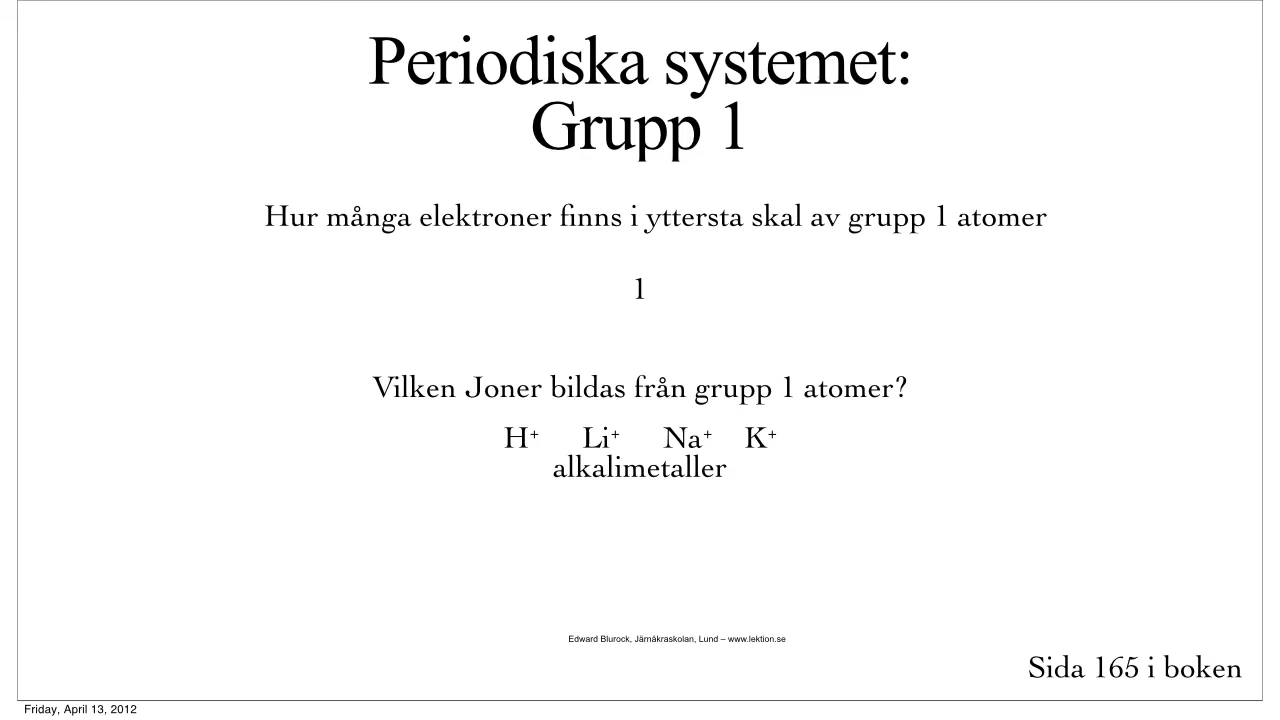 Periodiska systemet:
Grupp 1
Hur många elektroner finns i yttersta skal av grupp 1 atomer
1
Vilken Joner bildas från grupp 1 atomer?
H⁺ Li⁺ Na⁺ K⁺
alkalimetaller
Edward Blurock, Järnåkraskolan, Lund – www.lektion.se
Sida 165 i boken
Friday, April 13, 2012